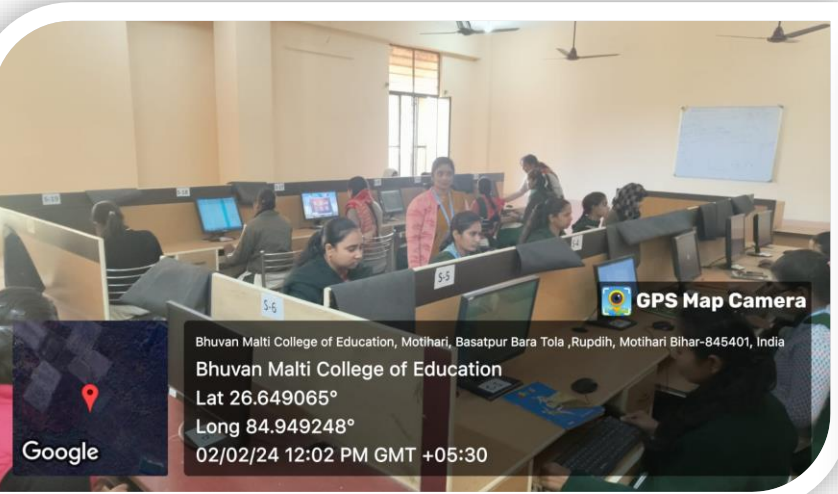 S-6
S-5
GPS Map Camera
Bhuvan Malti College of Education, Motihari, Basatpur Bara Tola ,Rupdih, Motihari Bihar-845401, India
Bhuvan Malti College of Education
Lat 26.649065°
Long 84.949248°
02/02/24 12:02 PM GMT +05:30
Google